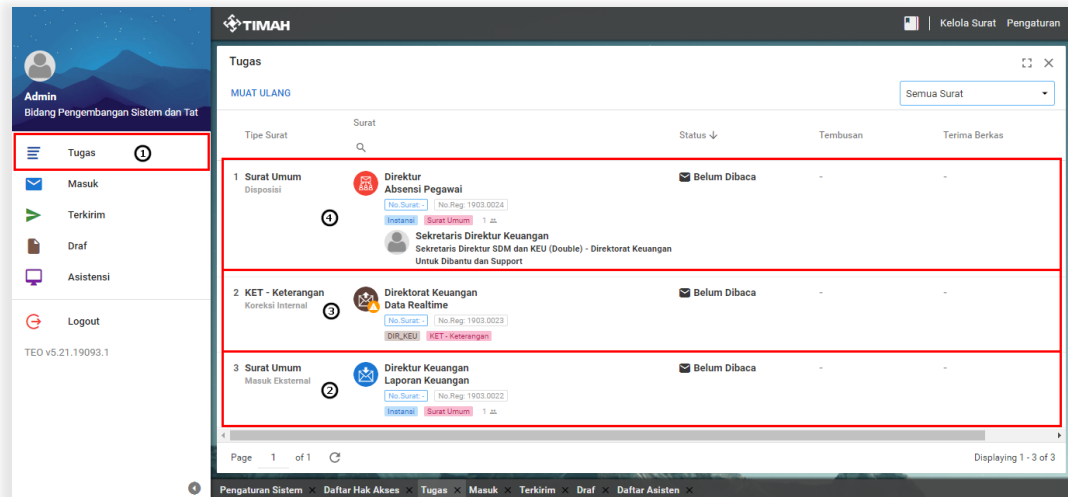 TIMAH
Kelola Surat Pengaturan
Admin
Bidang Pengembangan Sistem dan Tat
Tugas ①
Masuk
Terkirim
Draf
Asistensi
Logout
TEO v5.21.19093.1
Tugas
MUAT ULANG
Semua Surat
Tipe Surat Surat Status Tembusan Terima Berkas
1 Surat Umum
Disposisi
④
Direktur
Absensi Pegawai
No.Surat: - No.Reg: 1903.0024
Instansi Surat Umum 1
Sekretaris Direktur Keuangan
Sekretaris Direktur SDM dan KEU (Double) - Direktorat Keuangan
Untuk Dibantu dan Support
Belum Dibaca - -
2 KET - Keterangan
Koreksi Internal
③
Direktorat Keuangan
Data Realtime
No.Surat: - No.Reg: 1903.0023
DIR_KEU KET - Keterangan
Belum Dibaca - -
3 Surat Umum
Masuk Eksternal
②
Direktur Keuangan
Laporan Keuangan
No.Surat: - No.Reg: 1903.0022
Instansi Surat Umum 1
Belum Dibaca - -
Page 1 of 1
Displaying 1 - 3 of 3
Pengaturan Sistem × Daftar Hak Akses × Tugas × Masuk × Terkirim × Draf × Daftar Asisten ×